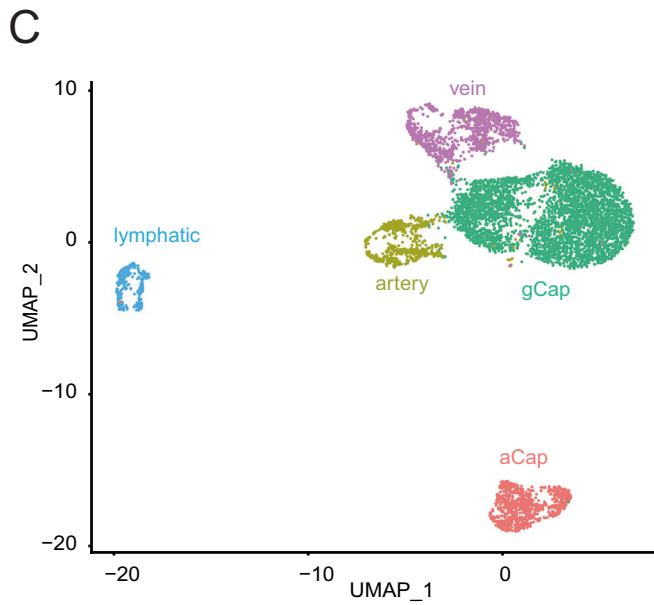 C
vein
10
lymphatic
0
artery
gCap
UMAP_2
−10
aCap
−20
−20
−10
0
UMAP_1